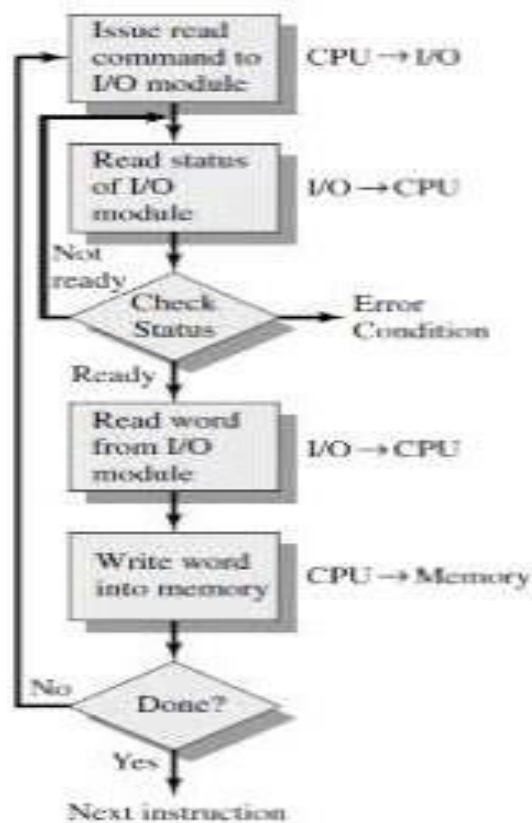 Issue read
command to
I/O module
CPU → I/O
Read status
of I/O
module
I/O → CPU
Not
ready
Check
Status
Error
Condition
Ready
Read word
from I/O
module
I/O → CPU
Write word
into memory
CPU → Memory
No
Done?
Yes
Next instruction